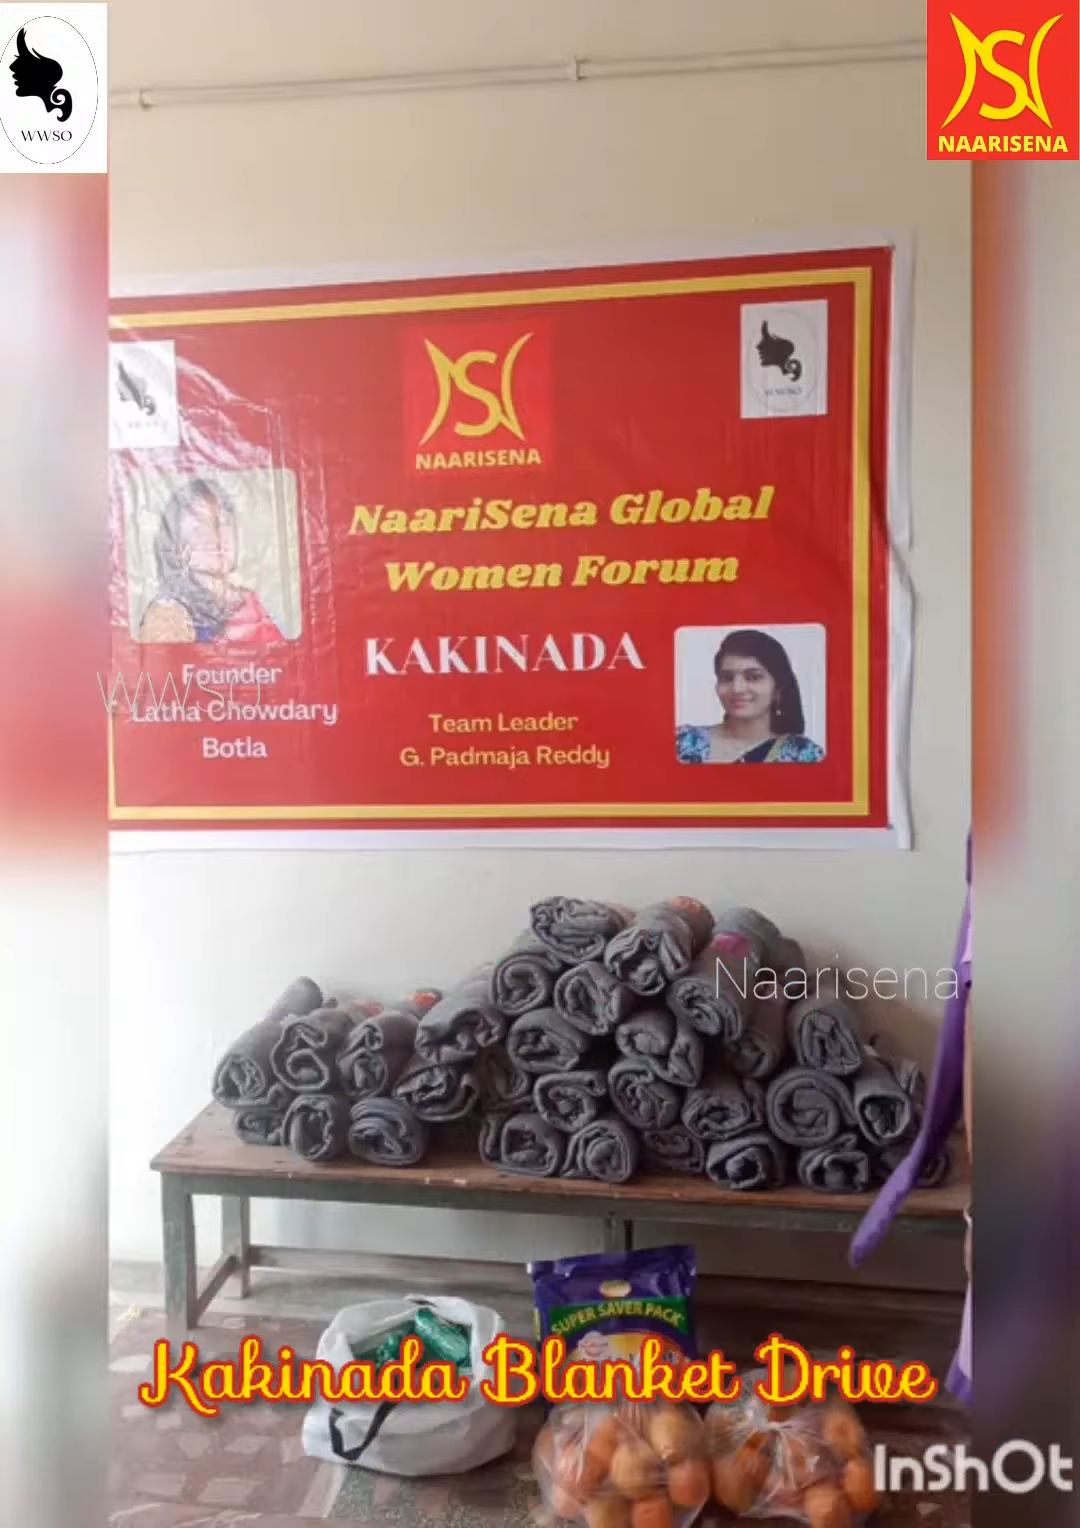 WWSO
NAARISENA
NAARISENA
WWSO
NaariSena Global
Women Forum
KAKINADA
Founder
Latha Chowdary
Botla
Team Leader
G. Padmaja Reddy
WWSO
Naarisena
SUPER SAVER PACK
Kakinada Blanket Drive
InShOt